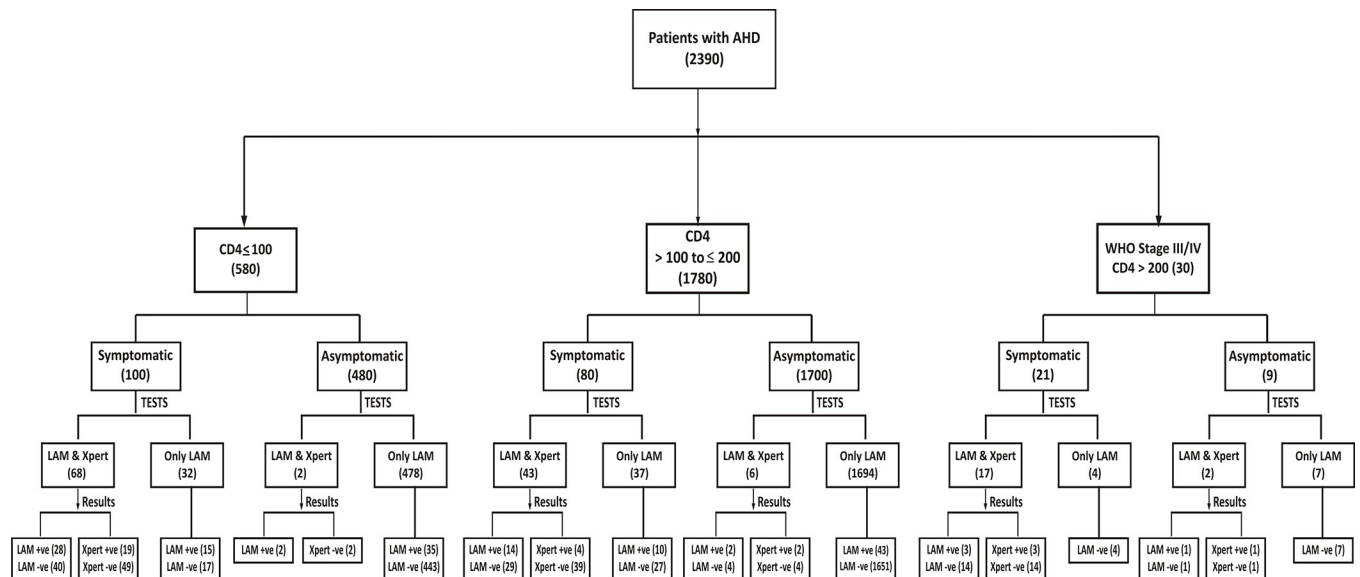 Patients with AHD
(2390)
CD4≤100
(580)
CD4
> 100 to ≤ 200
(1780)
WHO Stage III/IV
CD4 > 200 (30)
Symptomatic
(100)
Asymptomatic
(480)
Symptomatic
(80)
Asymptomatic
(1700)
Symptomatic
(21)
Asymptomatic
(9)
TESTS
TESTS
TESTS
TESTS
TESTS
TESTS
LAM & Xpert
(68)
Only LAM
(32)
LAM & Xpert
(2)
Only LAM
(478)
LAM & Xpert
(43)
Only LAM
(37)
LAM & Xpert
(6)
Only LAM
(1694)
LAM & Xpert
(17)
Only LAM
(4)
LAM & Xpert
(2)
Only LAM
(7)
Results
Results
Results
Results
Results
Results
LAM +ve (28)
LAM -ve (40)
Xpert +ve (19)
Xpert -ve (49)
LAM +ve (15)
LAM -ve (17)
LAM +ve (2)
Xpert -ve (2)
LAM +ve (35)
LAM -ve (443)
LAM +ve (14)
LAM -ve (29)
Xpert +ve (4)
Xpert -ve (39)
LAM +ve (10)
LAM -ve (27)
LAM +ve (2)
LAM -ve (4)
Xpert +ve (2)
Xpert -ve (4)
LAM +ve (43)
LAM -ve (1651)
LAM +ve (3)
LAM -ve (14)
Xpert +ve (3)
Xpert -ve (14)
LAM -ve (4)
LAM +ve (1)
LAM -ve (1)
Xpert +ve (1)
Xpert -ve (1)
LAM -ve (7)